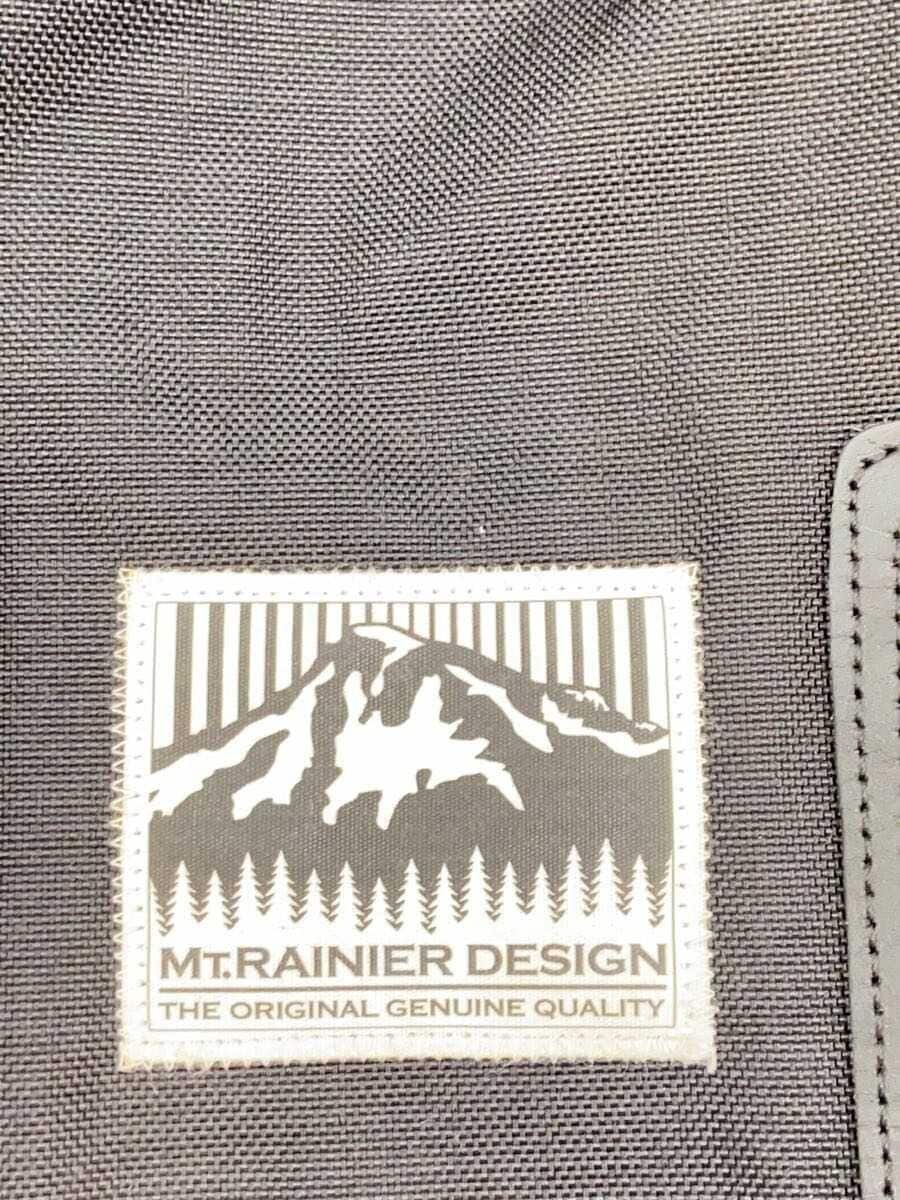 MT.RAINIER DESIGN
THE ORIGINAL GENUINE QUALITY